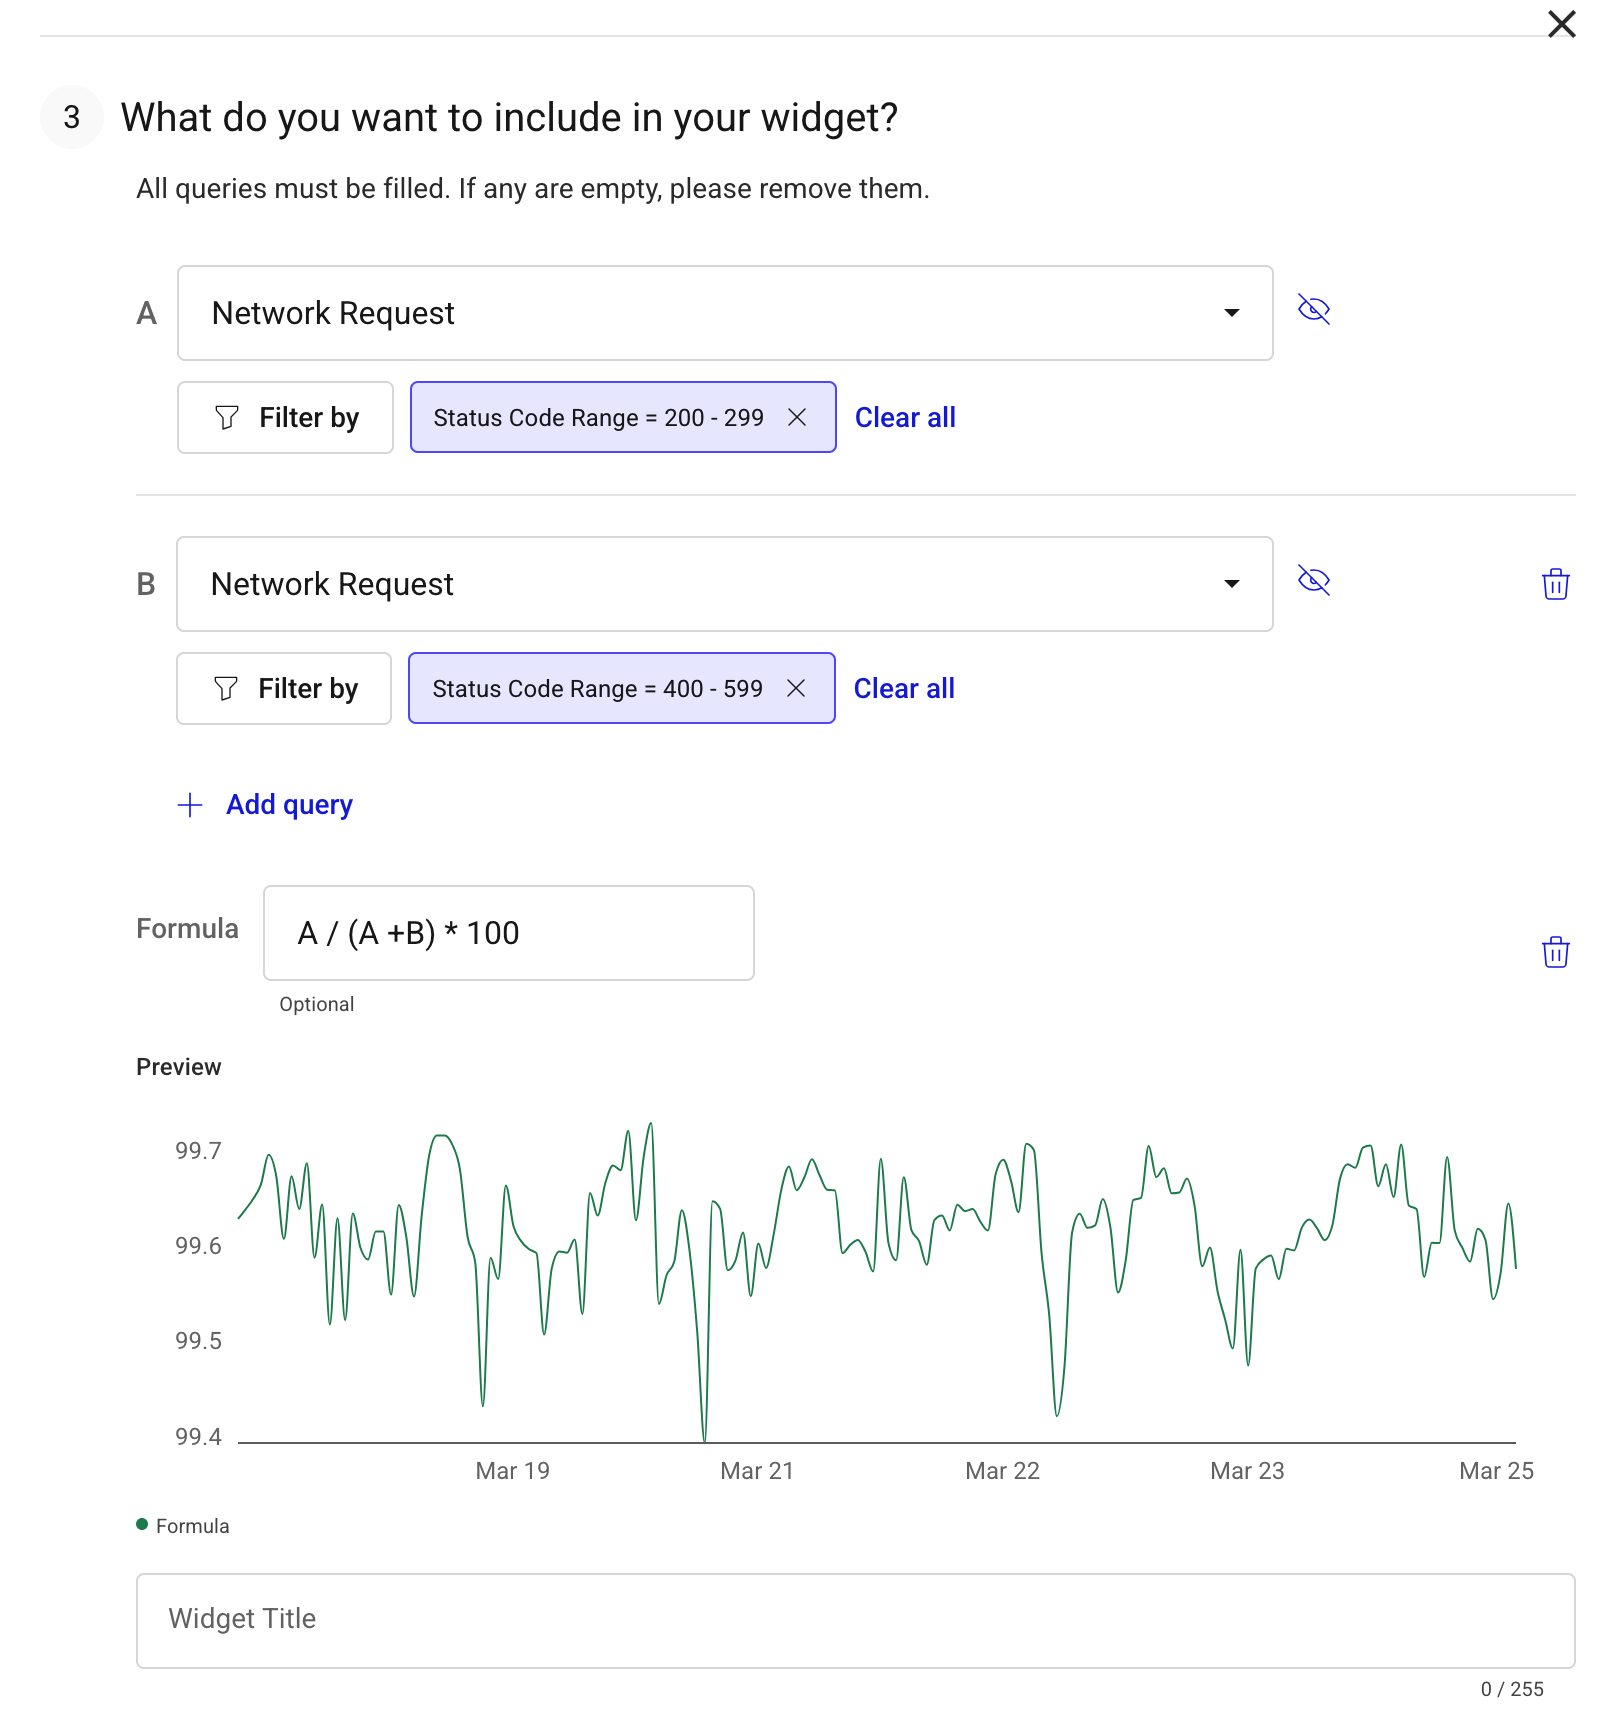 3 What do you want to include in your widget?
All queries must be filled. If any are empty, please remove them.
A Network Request
Filter by Status Code Range = 200 - 299 Clear all
B Network Request
Filter by Status Code Range = 400 - 599 Clear all
Add query
Formula A / (A +B) * 100
Optional
Preview
99.7
99.6
99.5
99.4
Mar 19 Mar 21 Mar 22 Mar 23 Mar 25
Formula
Widget Title
0 / 255